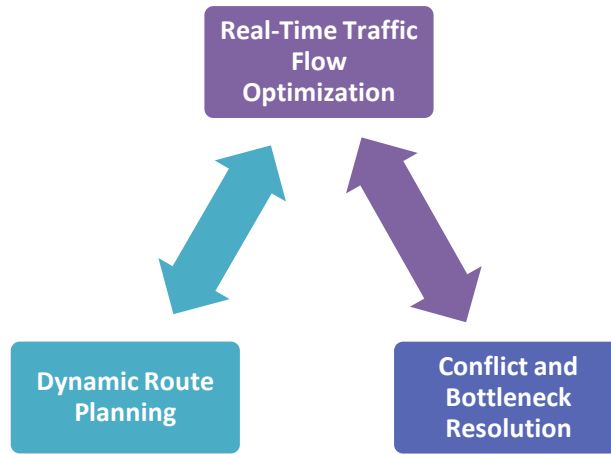 Real-Time Traffic
Flow
Optimization
Dynamic Route
Planning
Conflict and
Bottleneck
Resolution